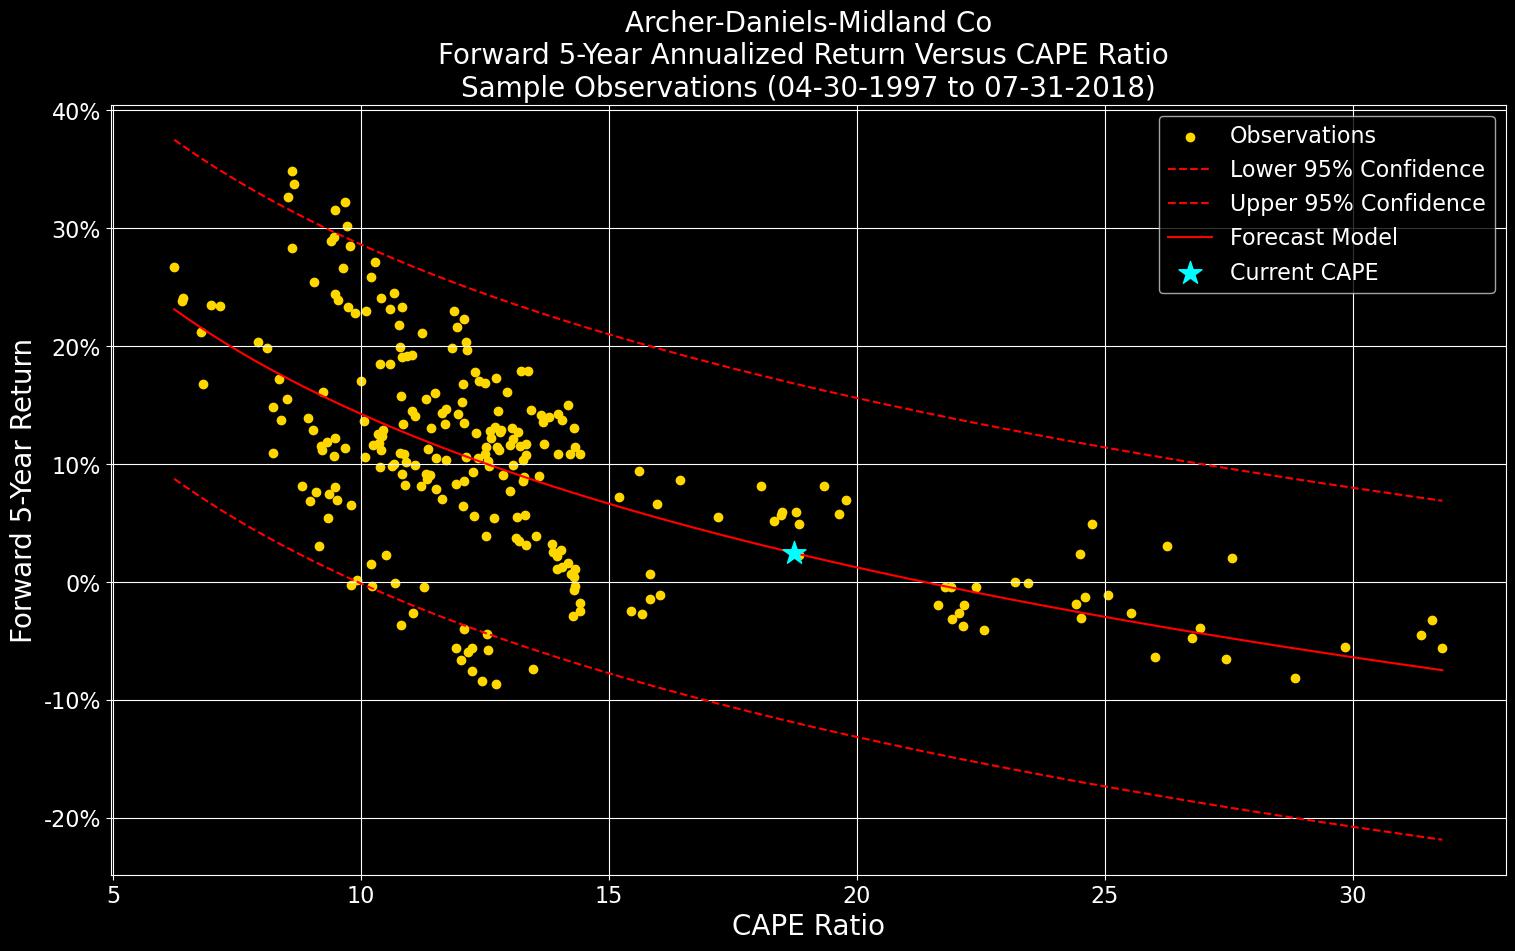 Archer-Daniels-Midland Co
Forward 5-Year Annualized Return Versus CAPE Ratio
Sample Observations (04-30-1997 to 07-31-2018)
40%
30%
20%
10%
0%
-10%
-20%
Forward 5-Year Return
Observations
Lower 95% Confidence
Upper 95% Confidence
Forecast Model
Current CAPE
5 10 15 20 25 30
CAPE Ratio